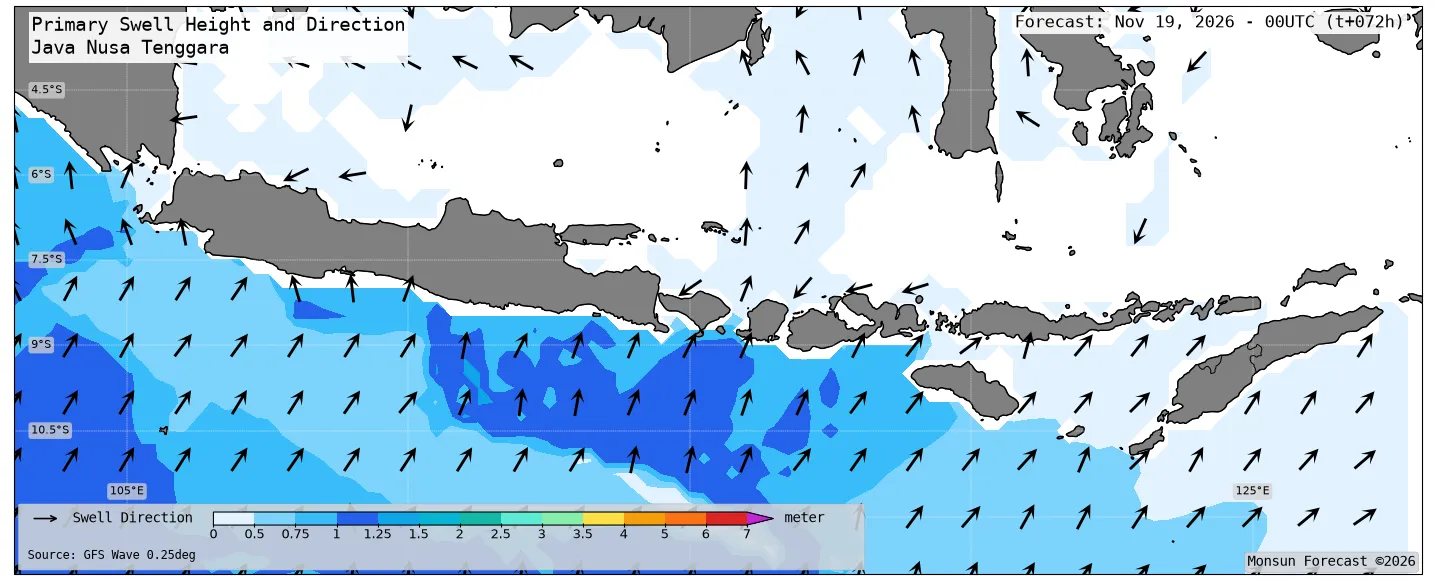 Primary Swell Height and Direction
Java Nusa Tenggara
Forecast: Nov 19, 2026 - 00UTC (t+072h)
4.5°S
6°S
7.5°S
9°S
10.5°S
105°E
125°E
Swell Direction
0 0.5 0.75 1 1.25 1.5 2 2.5 3 3.5 4 5 6 7
meter
Source: GFS Wave 0.25deg
Monsun Forecast ©2026